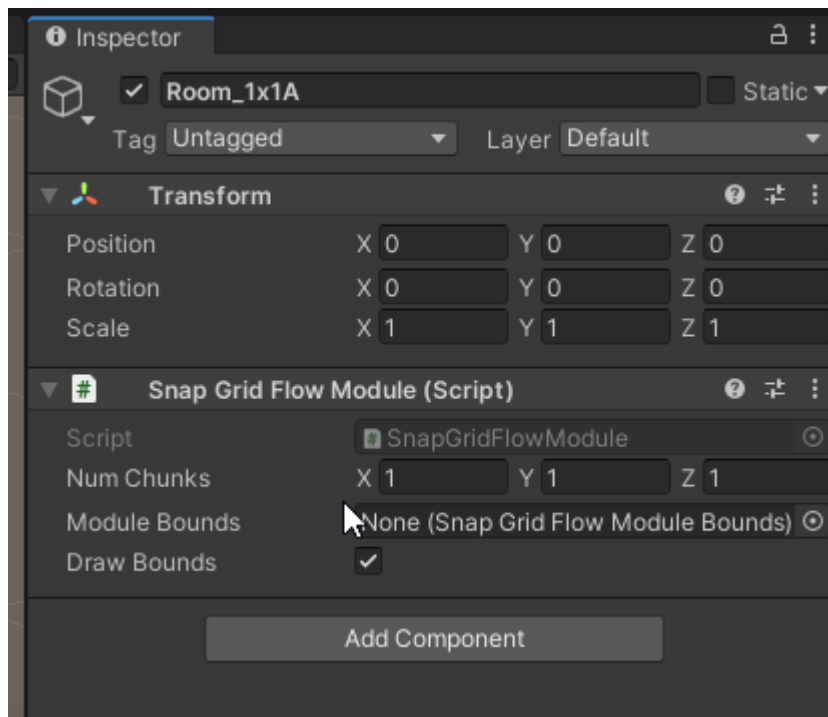 Inspector
Room_1x1A Static
Tag Untagged Layer Default
Transform
Position X 0 Y 0 Z 0
Rotation X 0 Y 0 Z 0
Scale X 1 Y 1 Z 1
# Snap Grid Flow Module (Script)
Script # SnapGridFlowModule
Num Chunks X 1 Y 1 Z 1
Module Bounds None (Snap Grid Flow Module Bounds)
Draw Bounds
Add Component